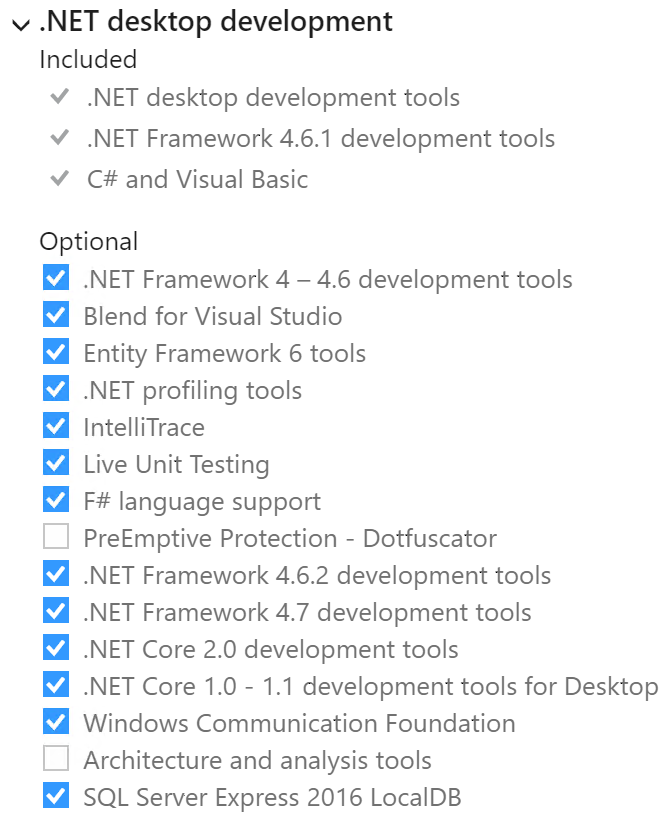 .NET desktop development
Included
.NET desktop development tools
.NET Framework 4.6.1 development tools
C# and Visual Basic
Optional
.NET Framework 4 – 4.6 development tools
Blend for Visual Studio
Entity Framework 6 tools
.NET profiling tools
IntelliTrace
Live Unit Testing
F# language support
PreEmptive Protection - Dotfuscator
.NET Framework 4.6.2 development tools
.NET Framework 4.7 development tools
.NET Core 2.0 development tools
.NET Core 1.0 - 1.1 development tools for Desktop
Windows Communication Foundation
Architecture and analysis tools
SQL Server Express 2016 LocalDB